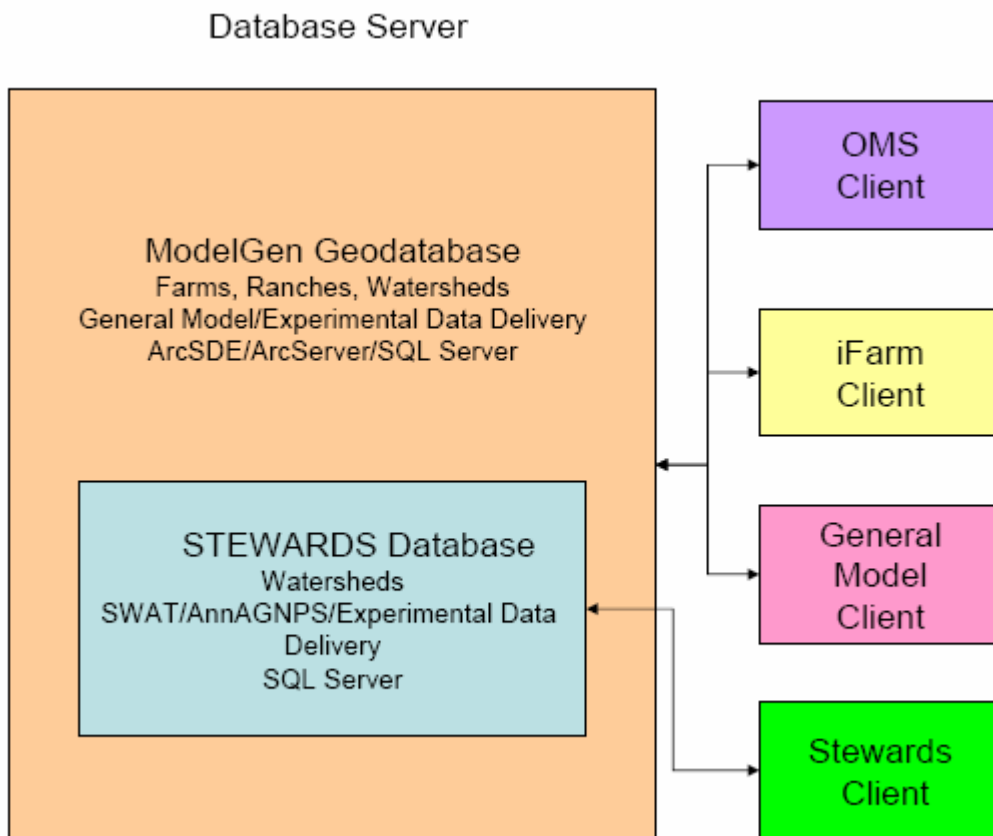 Database Server
ModelGen Geodatabase
Farms, Ranches, Watersheds
General Model/Experimental Data Delivery
ArcSDE/ArcServer/SQL Server
STEWARDS Database
Watersheds
SWAT/AnnAGNPS/Experimental Data
Delivery
SQL Server
OMS
Client
iFarm
Client
General
Model
Client
Stewards
Client